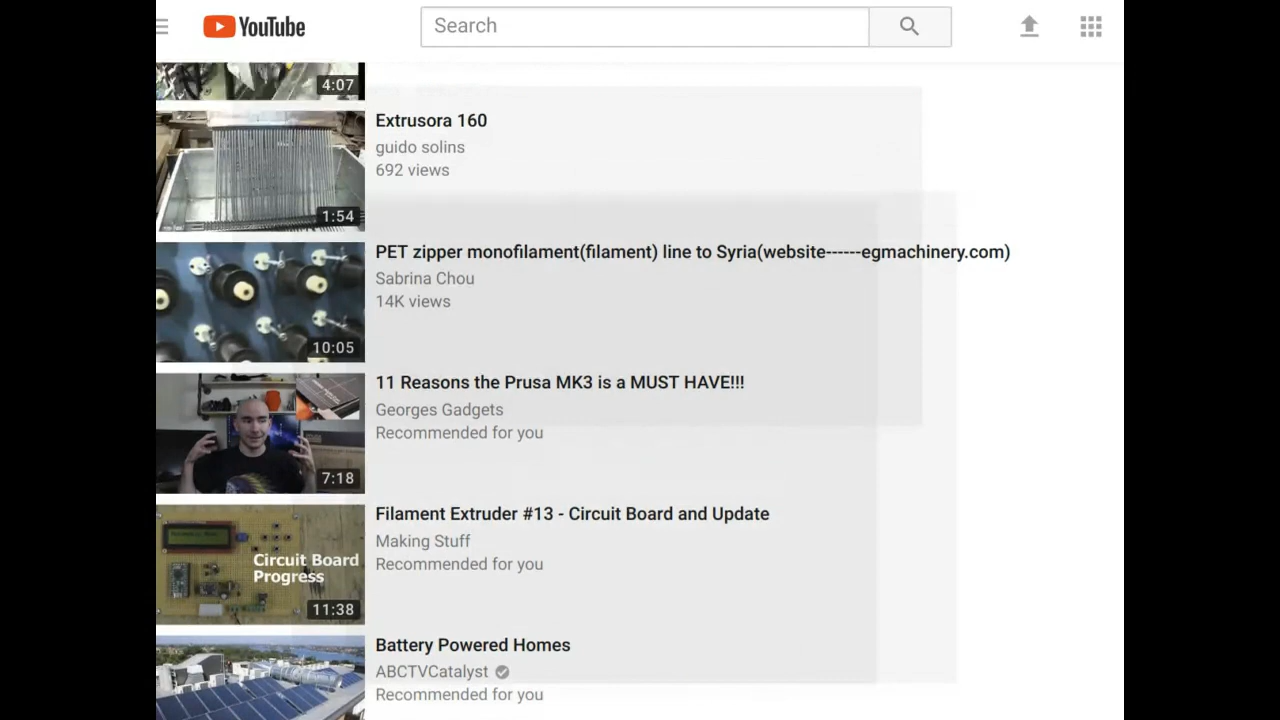 YouTube
Search
4:07
Extrusora 160
guido solins
692 views
1:54
PET zipper monofilament(filament) line to Syria(website------egmachinery.com)
Sabrina Chou
14K views
10:05
11 Reasons the Prusa MK3 is a MUST HAVE!!!
Georges Gadgets
Recommended for you
7:18
Filament Extruder #13 - Circuit Board and Update
Making Stuff
Recommended for you
Circuit Board
Progress
11:38
Battery Powered Homes
ABCTVCatalyst
Recommended for you